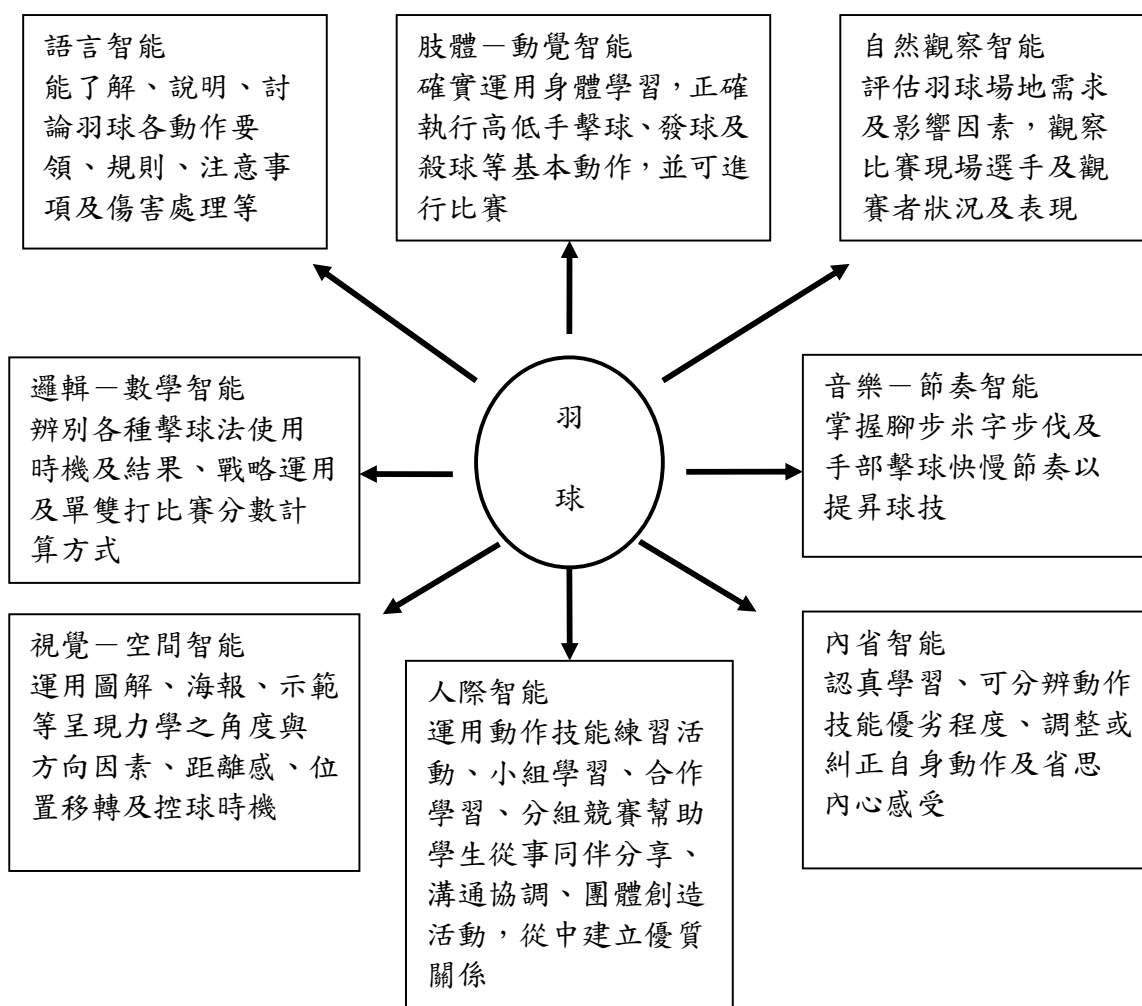 語言智能
能了解、說明、討
論羽球各動作要
領、規則、注意事
項及傷害處理等
肢體－動覺智能
確實運用身體學習，正確
執行高低手擊球、發球及
殺球等基本動作，並可進
行比賽
自然觀察智能
評估羽球場地需求
及影響因素，觀察
比賽現場選手及觀
賽者狀況及表現
邏輯－數學智能
辨別各種擊球法使用
時機及結果、戰略運用
及單雙打比賽分數計
算方式
羽
球
音樂－節奏智能
掌握腳步米字步伐及
手部擊球快慢節奏以
提昇球技
視覺－空間智能
運用圖解、海報、示範
等呈現力學之角度與
方向因素、距離感、位
置移轉及控球時機
人際智能
運用動作技能練習活
動、小組學習、合作
學習、分組競賽幫助
學生從事同伴分享、
溝通協調、團體創造
活動，從中建立優質
關係
內省智能
認真學習、可分辨動作
技能優劣程度、調整或
糾正自身動作及省思
內心感受